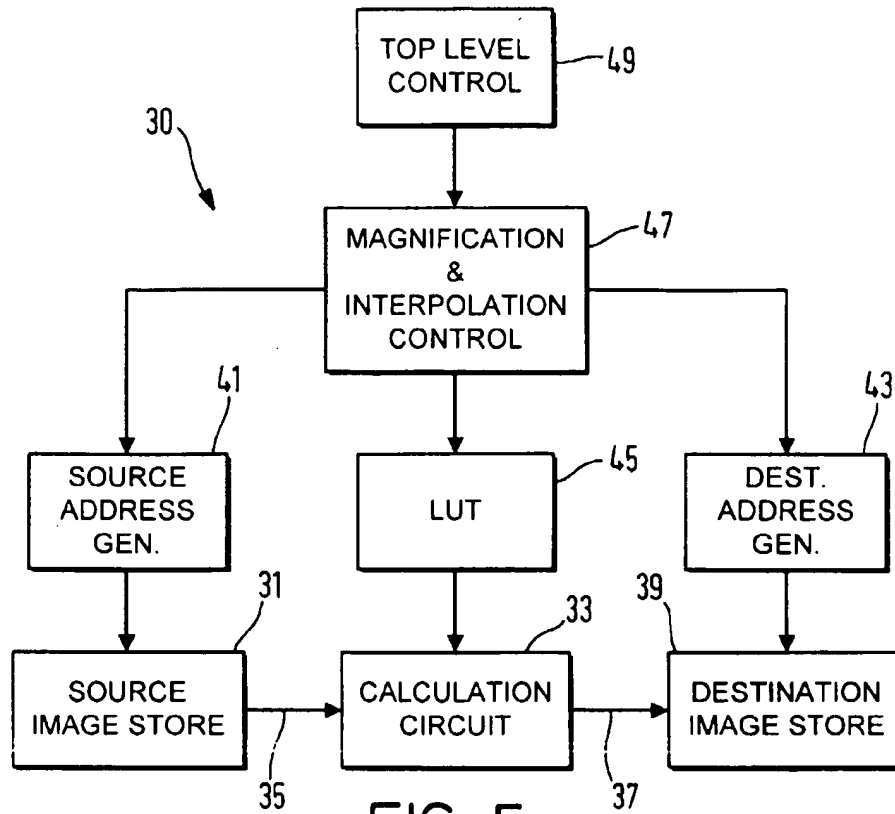 TOP LEVEL
CONTROL
49
30
MAGNIFICATION
&
INTERPOLATION
CONTROL
47
41
SOURCE
ADDRESS
GEN.
45
LUT
43
DEST.
ADDRESS
GEN.
31
SOURCE
IMAGE STORE
33
CALCULATION
CIRCUIT
39
DESTINATION
IMAGE STORE
35
37